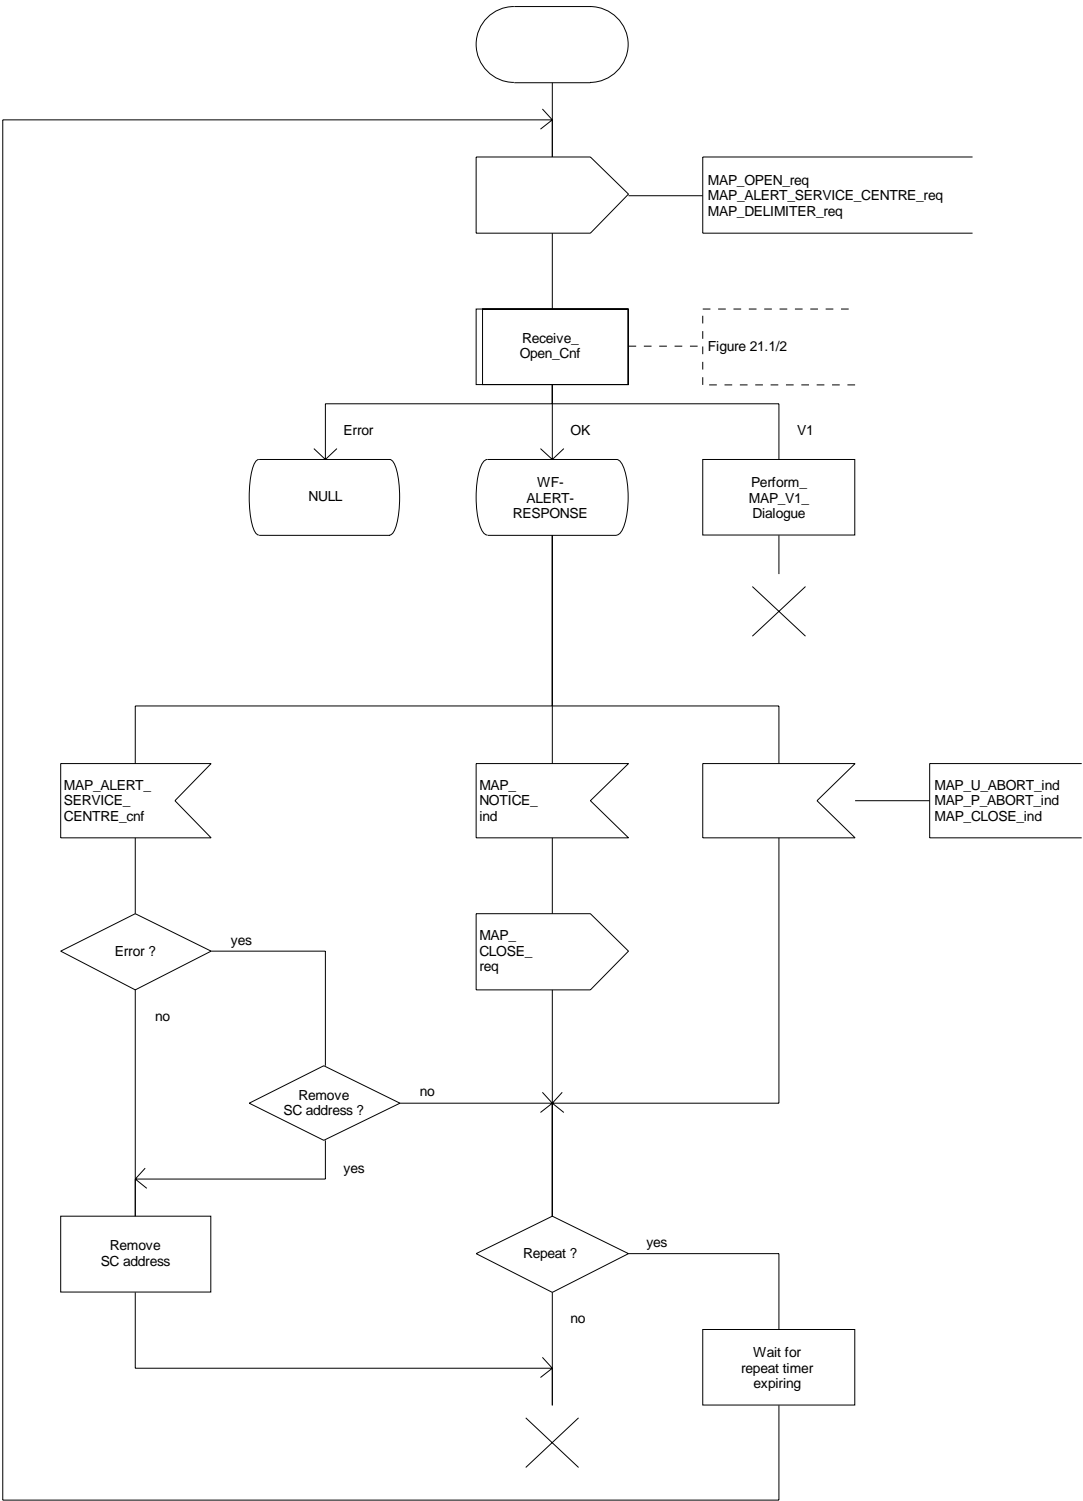 MAP_OPEN_req
MAP_ALERT_SERVICE_CENTRE_req
MAP_DELIMITER_req
Receive_
Open_Cnf
Figure 21.1/2
Error
OK
V1
NULL
WF-
ALERT-
RESPONSE
Perform_
MAP_V1_
Dialogue
MAP_ALERT_
SERVICE_
CENTRE_cnf
MAP_
NOTICE_
ind
MAP_U_ABORT_ind
MAP_P_ABORT_ind
MAP_CLOSE_ind
Error ?
yes
no
MAP_
CLOSE_
req
Remove
SC address ?
no
yes
Remove
SC address
Repeat ?
yes
no
Wait for
repeat timer
expiring